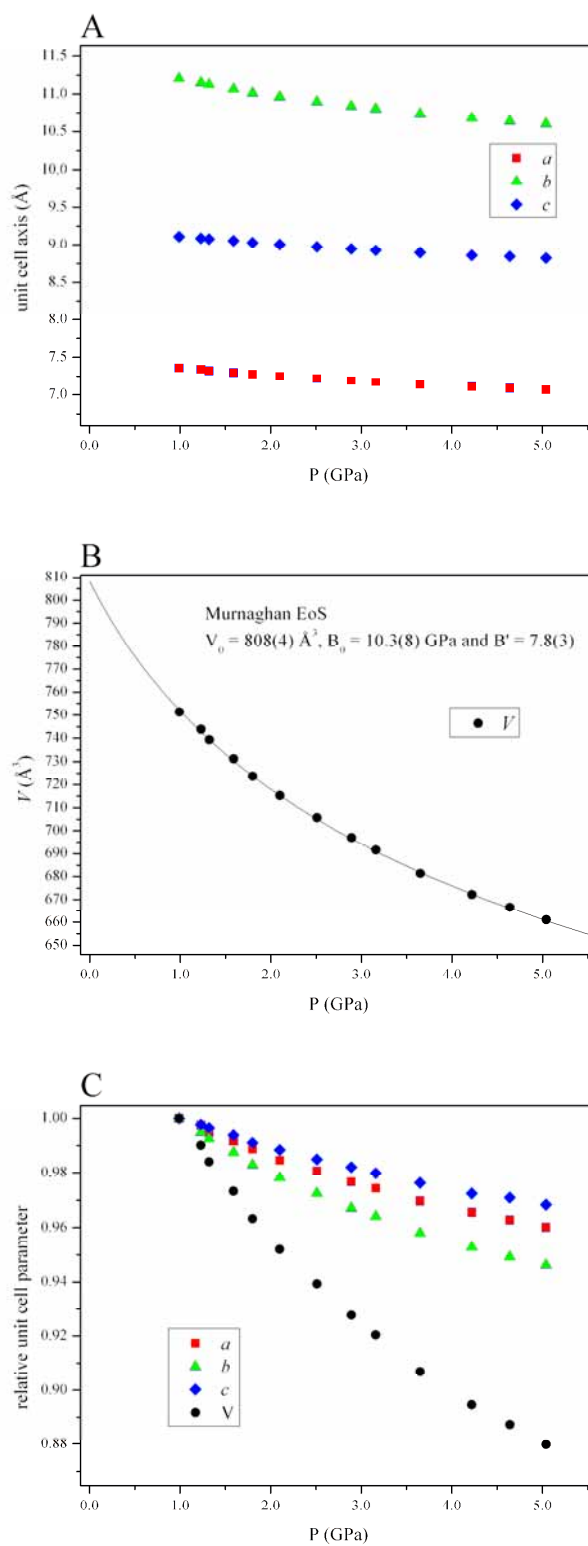 A
11.5
11.0
10.5
10.0
9.5
9.0
8.5
8.0
7.5
7.0
unit cell axis (Å)
a
b
c
0.0 1.0 2.0 3.0 4.0 5.0
P (GPa)
B
810
800
790
780
770
760
750
740
730
720
710
700
690
680
670
660
650
V (Å³)
Murnaghan EoS
V₀ = 808(4) Å³, B₀ = 10.3(8) GPa and B' = 7.8(3)
V
0.0 1.0 2.0 3.0 4.0 5.0
P (GPa)
C
1.00
0.98
0.96
0.94
0.92
0.90
0.88
relative unit cell parameter
a
b
c
V
0.0 1.0 2.0 3.0 4.0 5.0
P (GPa)